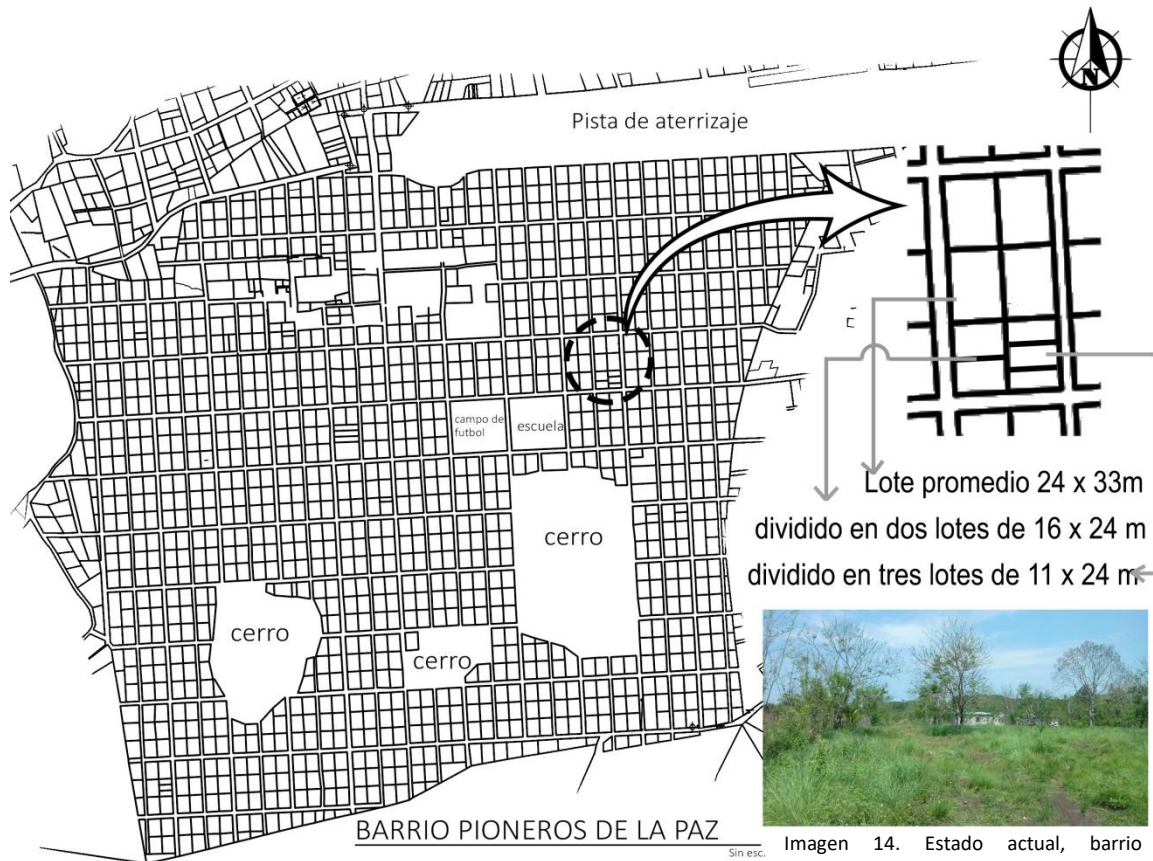 N
Pista de aterrizaje
campo de
futbol
escuela
cerro
cerro
cerro
Lote promedio 24 x 33m
dividido en dos lotes de 16 x 24 m
dividido en tres lotes de 11 x 24 m
BARRIO PIONEROS DE LA PAZ
Sin esc.
Imagen 14. Estado actual, barrio